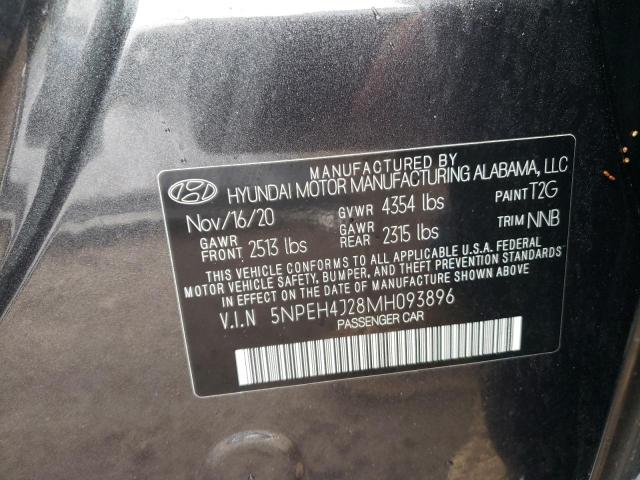 MANUFACTURED BY
HYUNDAI MOTOR MANUFACTURING ALABAMA, LLC
Nov/16/20 GVWR 4354 lbs PAINT T2G
GAWR FRONT 2513 lbs GAWR REAR 2315 lbs TRIM NNB
THIS VEHICLE CONFORMS TO ALL APPLICABLE U.S.A. FEDERAL
MOTOR VEHICLE SAFETY, BUMPER, AND THEFT PREVENTION STANDARDS
IN EFFECT ON THE DATE OF MANUFACTURE SHOWN ABOVE
V.I.N 5NPEH4J28MH093896
PASSENGER CAR